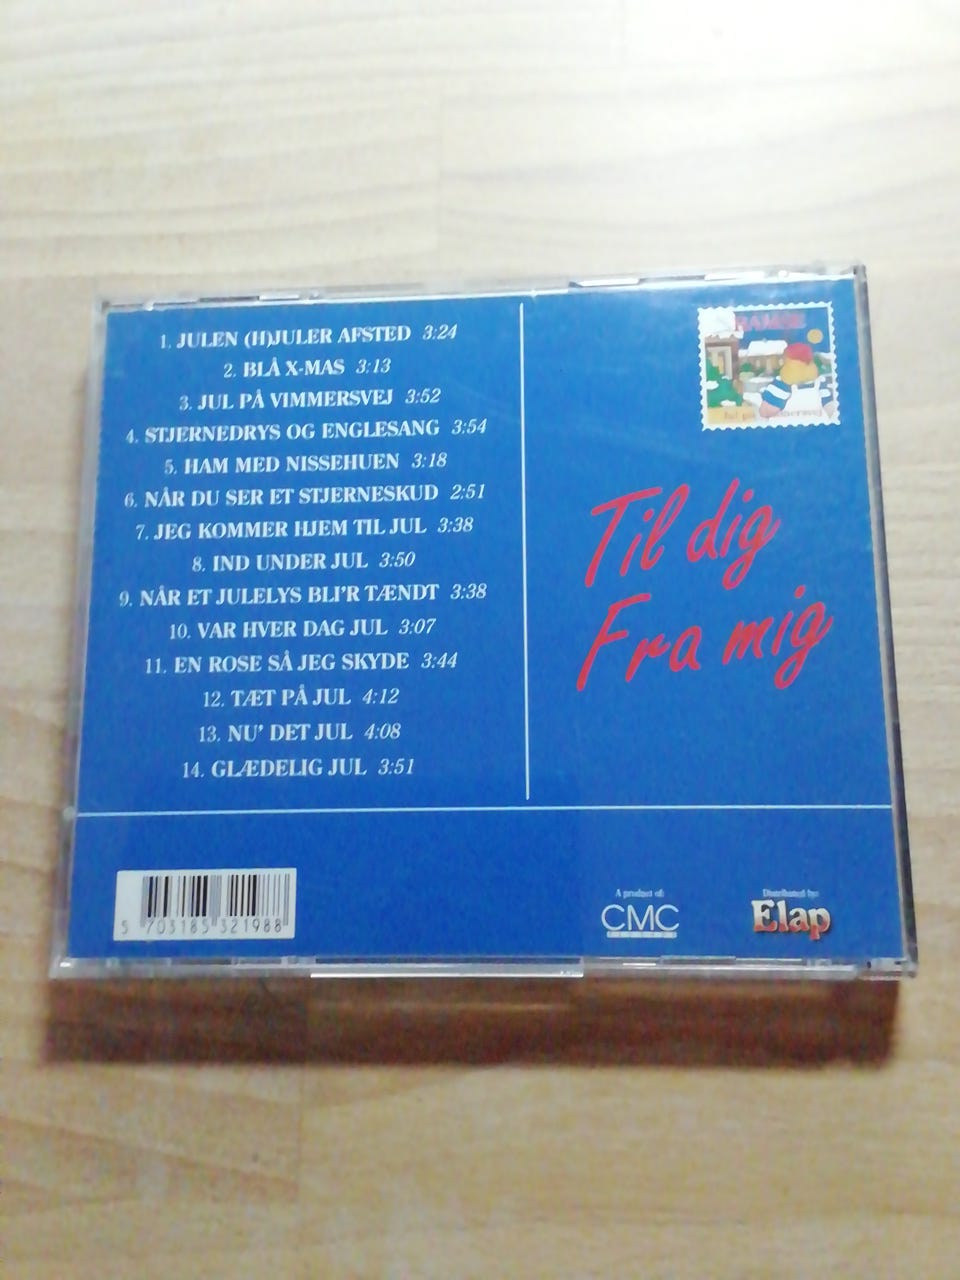 1. JULEN (H)JULER AFSTED 3:24
2. BLÅ X-MAS 3:13
3. JUL PÅ VIMMERSVEJ 3:52
4. STJERNEDRYS OG ENGLESANG 3:54
5. HAM MED NISSEHUEN 3:18
6. NÅR DU SER ET STJERNESKUD 2:51
7. JEG KOMMER HJEM TIL JUL 3:38
8. IND UNDER JUL 3:50
9. NÅR ET JULELYS BLI'R TÆNDT 3:38
10. VAR HVER DAG JUL 3:07
11. EN ROSE SÅ JEG SKYDE 3:44
12. TÆT PÅ JUL 4:12
13. NU' DET JUL 4:08
14. GLÆDELIG JUL 3:51
Jul på Vimmersvej
Til dig
Fra mig
5 703185 321988
A product of:
CMC
Distributed by:
Elap